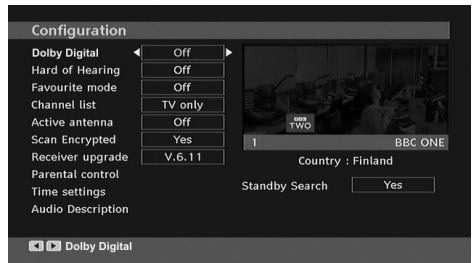 Configuration
Dolby Digital Off
Hard of Hearing Off
Favourite mode Off
Channel list TV only
Active antenna Off
Scan Encrypted Yes
Receiver upgrade V.6.11
Parental control
Time settings
Audio Description
BBC
TWO
1 BBC ONE
Country : Finland
Standby Search Yes
Dolby Digital